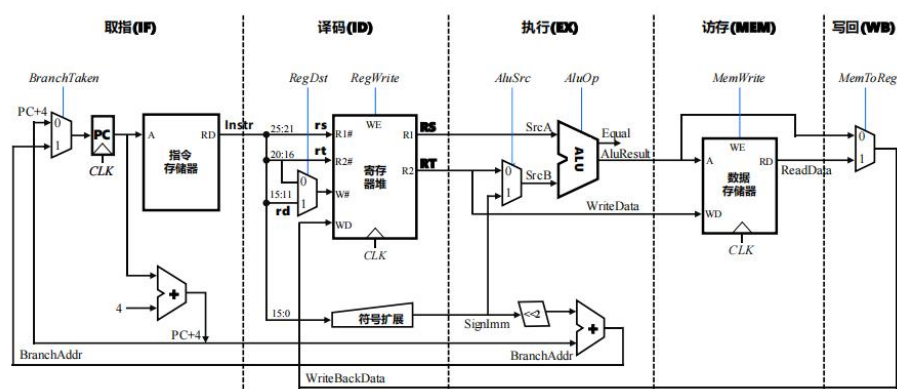 取指(IF) 译码(ID) 执行(EX) 访存(MEM) 写回(WB)
BranchTaken RegDst RegWrite AluSrc AluOp MemWrite MemToReg
PC+4 0 1 PC CLK
A RD 指令存储器
Instr
25:21 rs R1# WE R1 RS
20:16 rt R2# R2 RT
0 1 W#
15:11 rd
WD
寄存器堆
CLK
SrcA
0 1 SrcB
ALU
Equal
AluResult
WriteData
WE
A RD
数据存储器
WD
CLK
ReadData
0 1
4 +
PC+4
15:0 符号扩展
SignImm
<<2
+
BranchAddr
BranchAddr
WriteBackData